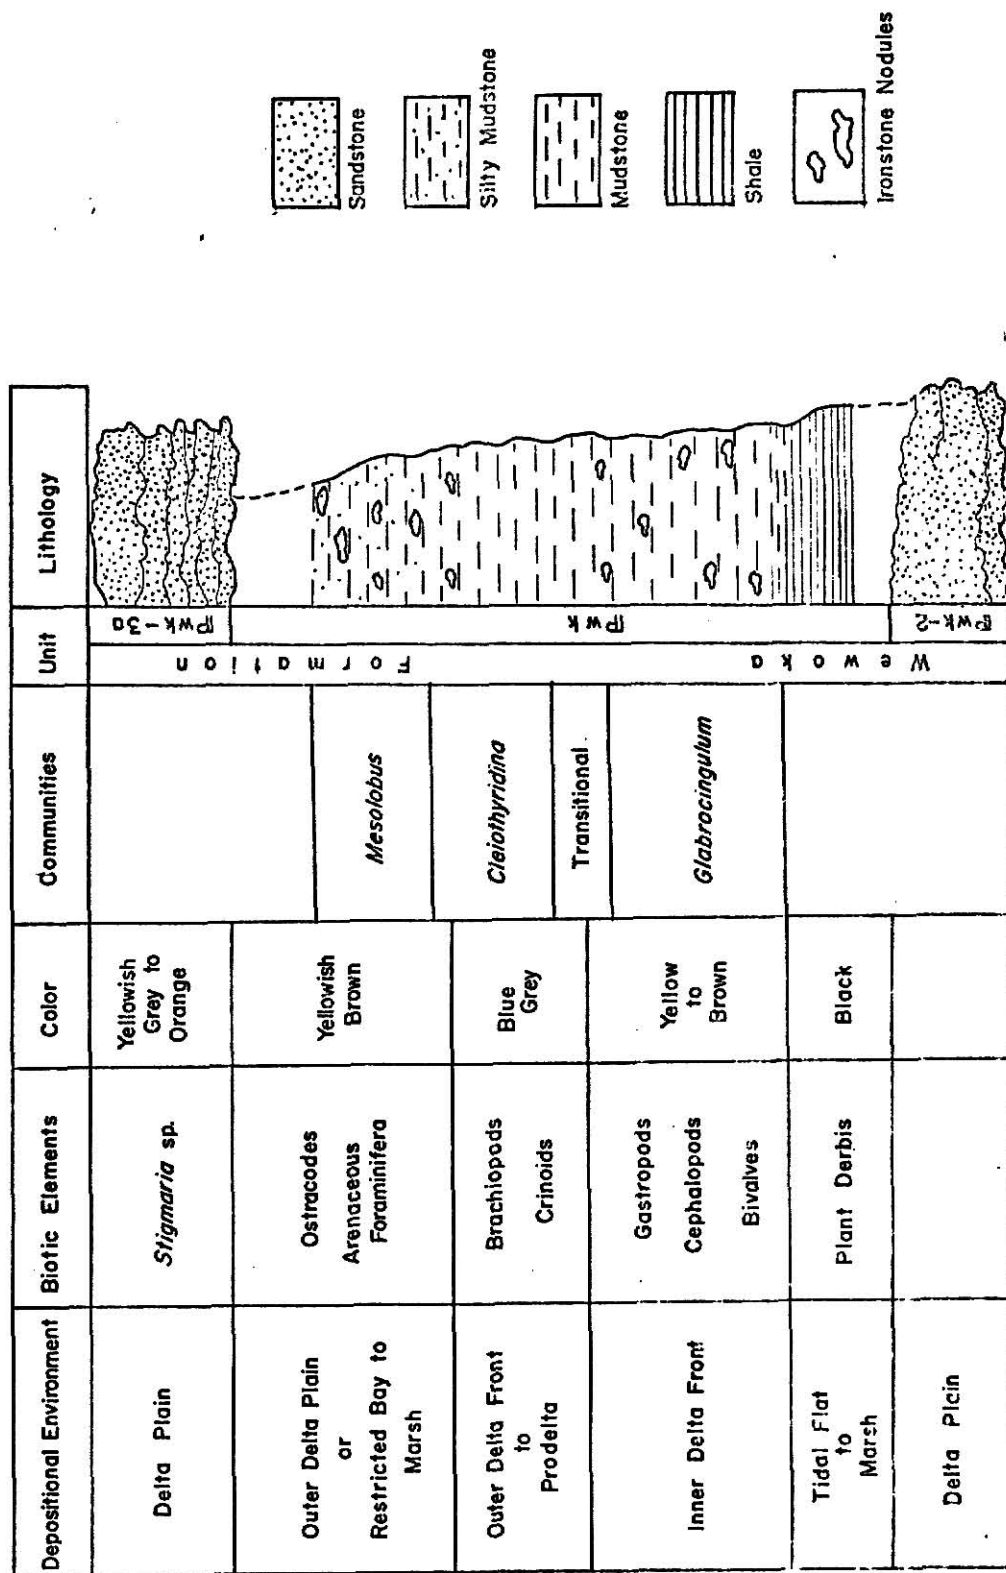 Depositional Environment
Biotic Elements
Color
Communities
Unit
Lithology
Delta Plain
Stigmaria sp.
Yellowish
Grey to
Orange
ℙwk-3a
Outer Delta Plain
or
Restricted Bay to
Marsh
Ostracodes
Arenaceous
Foraminifera
Yellowish
Brown
Mesolobus
Outer Delta Front
to
Prodelta
Brachiopods
Crinoids
Blue
Grey
Cleiothyridina
Transitional
Inner Delta Front
Gastropods
Cephalopods
Bivalves
Yellow
to
Brown
Glabrocingulum
ℙwk
Tidal Flat
to
Marsh
Plant Derbis
Black
Delta Plain
ℙwk-2
Wewoka Formation
Sandstone
Silty Mudstone
Mudstone
Shale
Ironstone Nodules